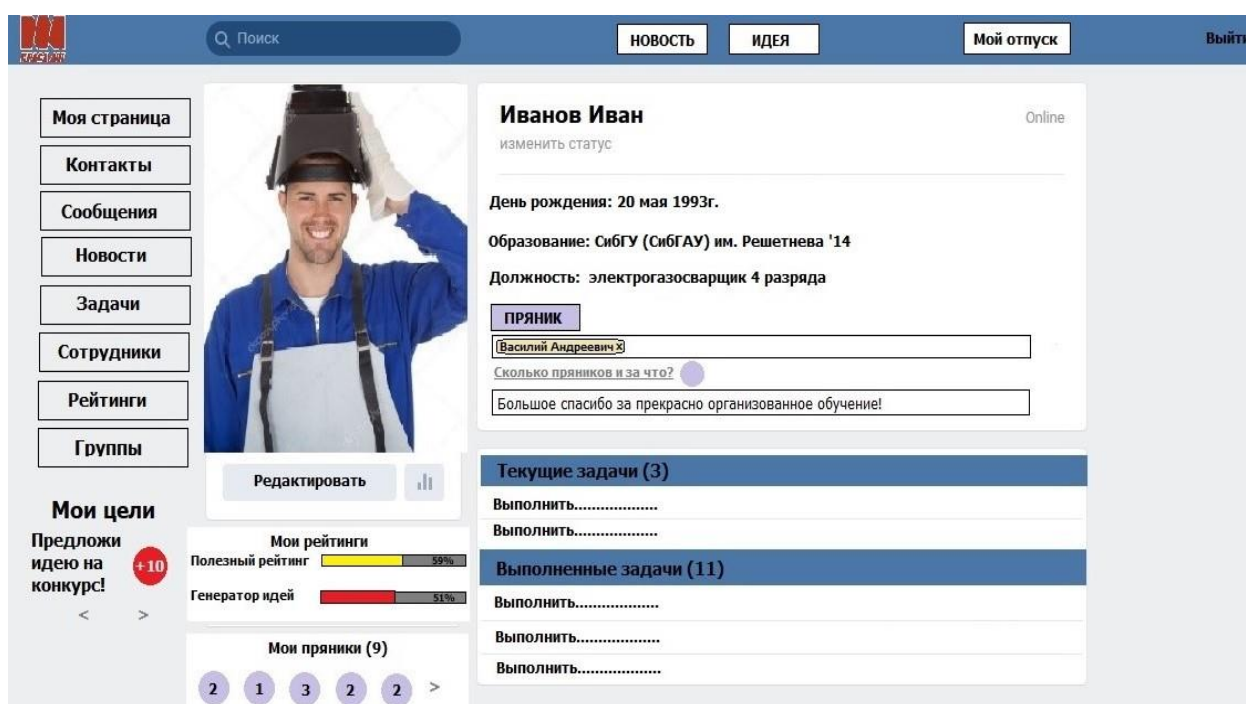 Поиск
НОВОСТЬ
ИДЕЯ
Мой отпуск
Выйти
Моя страница
Контакты
Сообщения
Новости
Задачи
Сотрудники
Рейтинги
Группы
Мои цели
Предложи
идею на
конкурс!
+10
< >
Редактировать
Мои рейтинги
Полезный рейтинг 59%
Генератор идей 51%
Мои пряники (9)
2 1 3 2 2 >
Иванов Иван
Online
изменить статус
День рождения: 20 мая 1993г.
Образование: СибГУ (СибГАУ) им. Решетнева '14
Должность: электрогазосварщик 4 разряда
ПРЯНИК
Василий Андреевич x
Сколько пряников и за что?
Большое спасибо за прекрасно организованное обучение!
Текущие задачи (3)
Выполнить...................
Выполнить...................
Выполненные задачи (11)
Выполнить...................
Выполнить...................
Выполнить...................